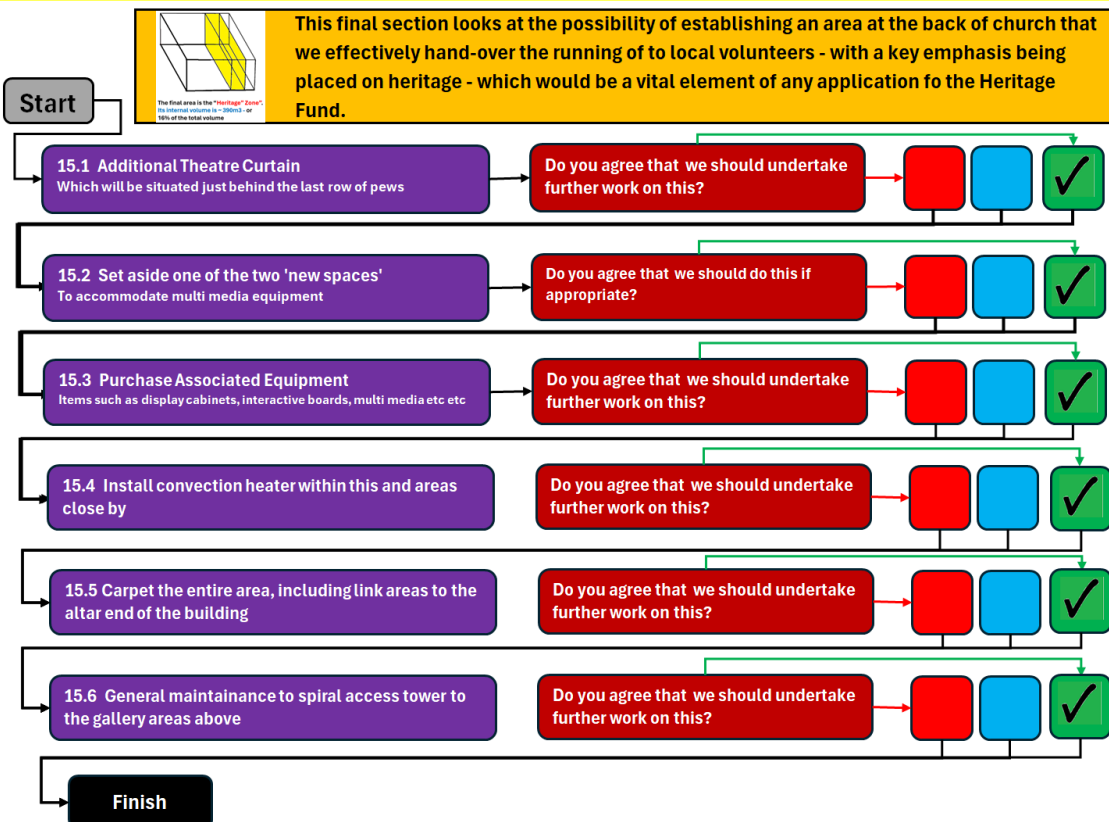 This final section looks at the possibility of establishing an area at the back of church that
we effectively hand-over the running of to local volunteers - with a key emphasis being
placed on heritage - which would be a vital element of any application fo the Heritage
Fund.
The final area is the "Heritage" Zone".
Its internal volume is ~ 390m3 - or
16% of the total volume
Start
15.1 Additional Theatre Curtain
Which will be situated just behind the last row of pews
Do you agree that we should undertake
further work on this?
15.2 Set aside one of the two 'new spaces'
To accommodate multi media equipment
Do you agree that we should do this if
appropriate?
15.3 Purchase Associated Equipment
Items such as display cabinets, interactive boards, multi media etc etc
Do you agree that we should undertake
further work on this?
15.4 Install convection heater within this and areas
close by
Do you agree that we should undertake
further work on this?
15.5 Carpet the entire area, including link areas to the
altar end of the building
Do you agree that we should undertake
further work on this?
15.6 General maintainance to spiral access tower to
the gallery areas above
Do you agree that we should undertake
further work on this?
Finish